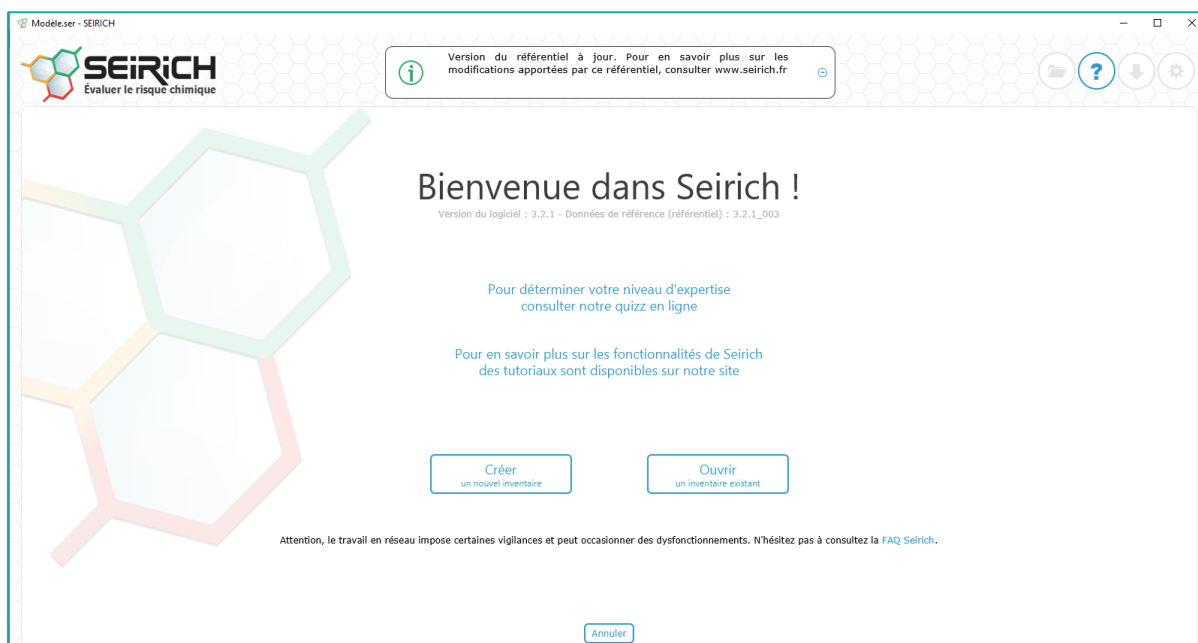 Modèle.ser - SEIRICH
SEiRiCH
Évaluer le risque chimique
Version du référentiel à jour. Pour en savoir plus sur les
modifications apportées par ce référentiel, consulter www.seirich.fr
?
Bienvenue dans Seirich !
Version du logiciel : 3.2.1 - Données de référence (référentiel) : 3.2.1_003
Pour déterminer votre niveau d'expertise
consulter notre quizz en ligne
Pour en savoir plus sur les fonctionnalités de Seirich
des tutoriaux sont disponibles sur notre site
Créer
un nouvel inventaire
Ouvrir
un inventaire existant
Attention, le travail en réseau impose certaines vigilances et peut occasionner des dysfonctionnements. N'hésitez pas à consultez la FAQ Seirich.
Annuler